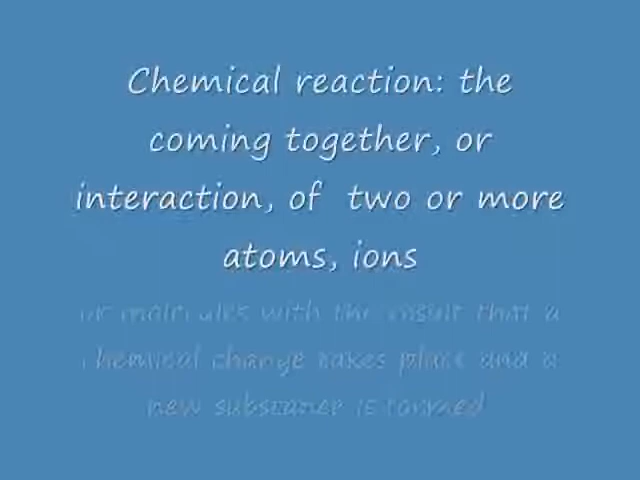 Chemical reaction: the
coming together, or
interaction, of two or more
atoms, ions
or molecules with the result that a
chemical change takes place and a
new substance is formed